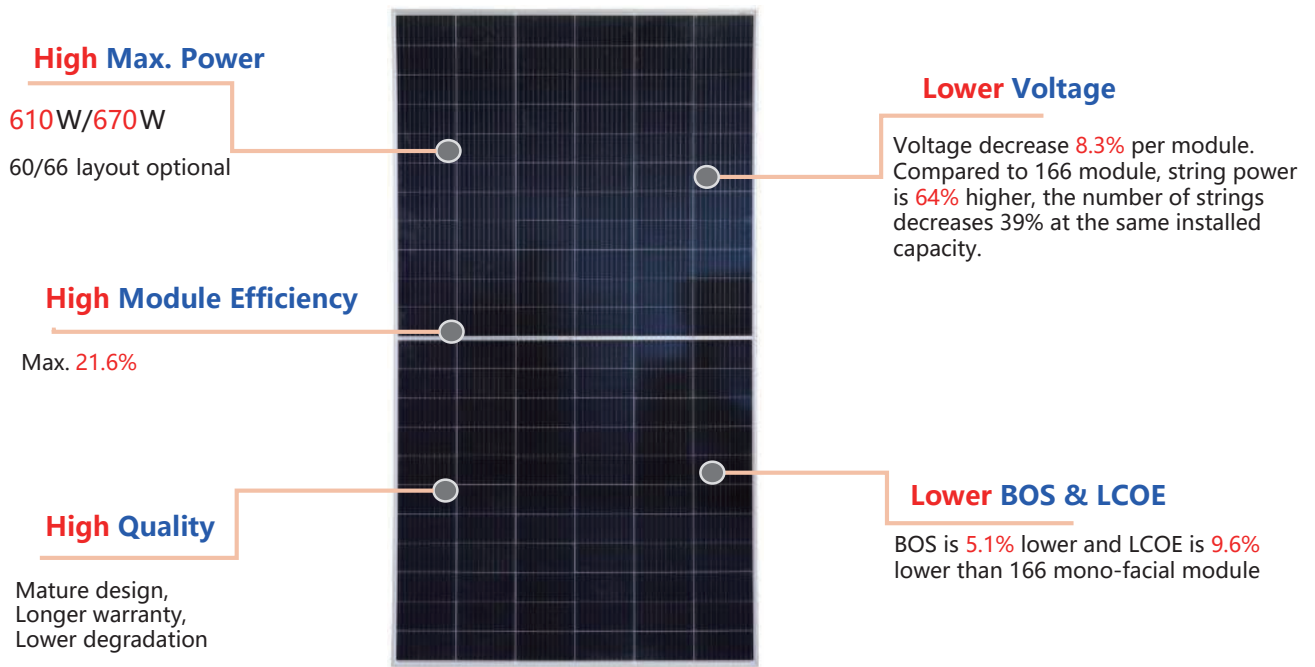 High Max. Power
610W/670W
60/66 layout optional
High Module Efficiency
Max. 21.6%
High Quality
Mature design,
Longer warranty,
Lower degradation
Lower Voltage
Voltage decrease 8.3% per module.
Compared to 166 module, string power
is 64% higher, the number of strings
decreases 39% at the same installed
capacity.
Lower BOS & LCOE
BOS is 5.1% lower and LCOE is 9.6%
lower than 166 mono-facial module